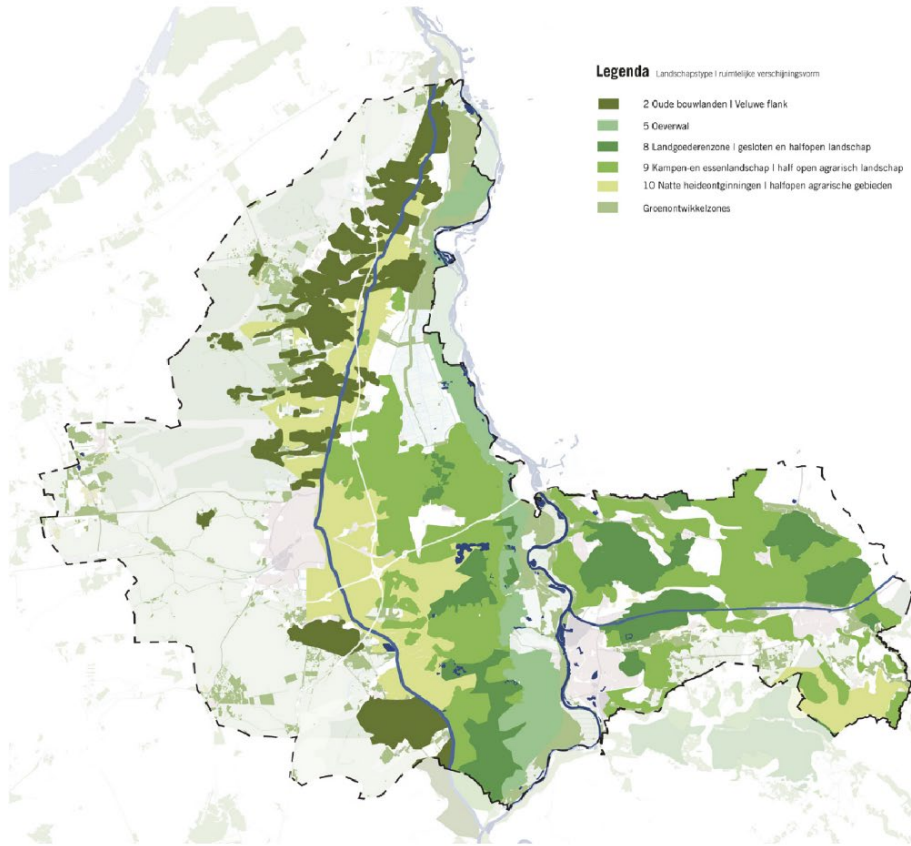 Legenda Landschapstype | ruimtelijke verschijningsvorm
2 Oude bouwlanden | Veluwe flank
5 Oeverwal
8 Landgoederenzone | gesloten en halfopen landschap
9 Kampen-en essenlandschap | half open agrarisch landschap
10 Natte heideontginningen | halfopen agrarische gebieden
Groenontwikkelzones